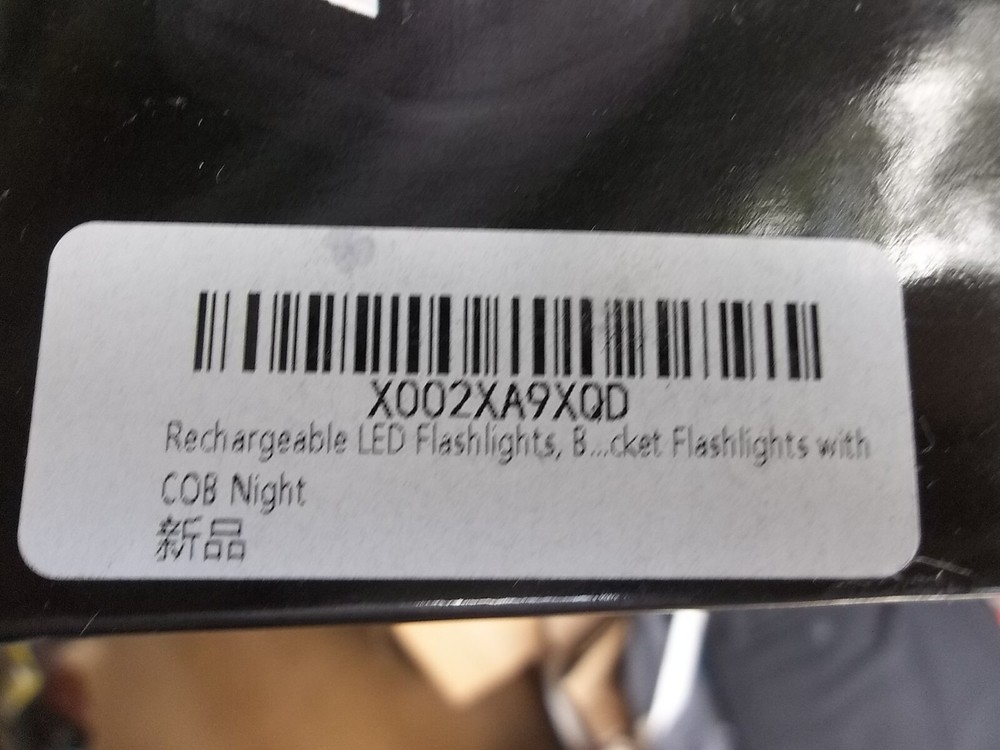 X002XA9XQD
Rechargeable LED Flashlights, B...cket Flashlights with
COB Night
新品